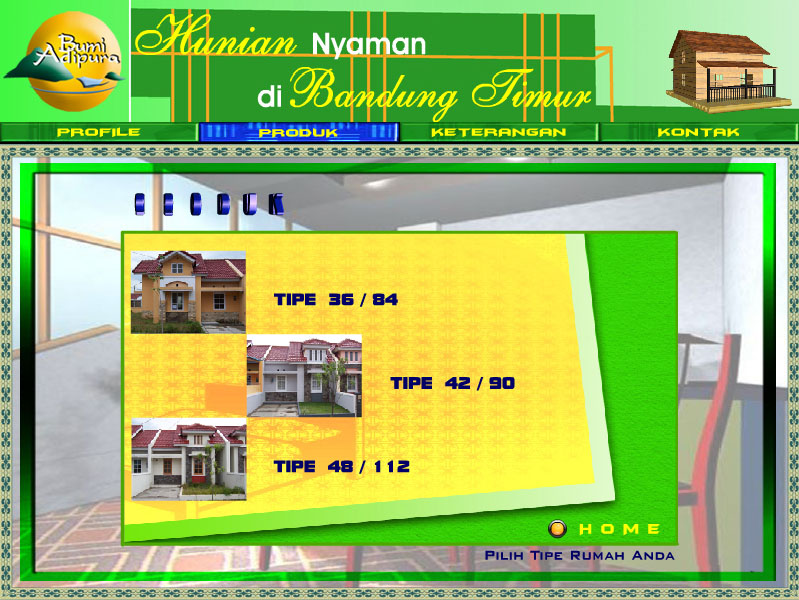 Bumi
Adipura
Hunian Nyaman
di Bandung Timur
PROFILE PRODUK KETERANGAN KONTAK
PRODUK
TIPE 36 / 84
TIPE 42 / 90
TIPE 48 / 112
HOME
PILIH TIPE RUMAH ANDA